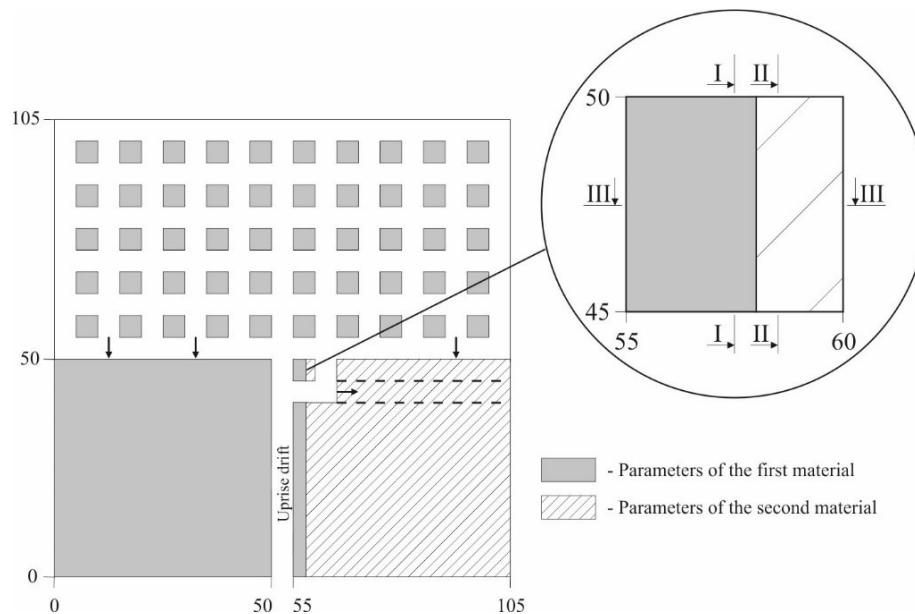 I II
50
105
III III
45
55 I II 60
50
Uprise drift
- Parameters of the first material
- Parameters of the second material
0
0 50 55 105